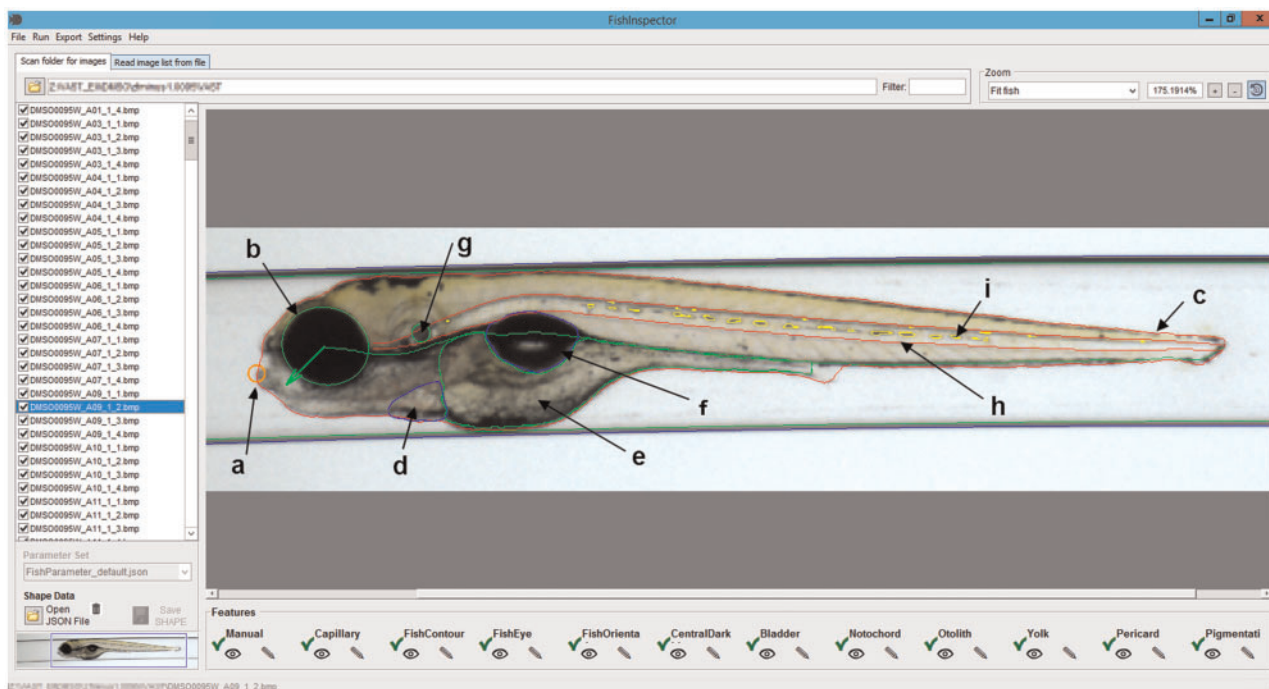 FishInspector
File Run Export Settings Help
Scan folder for images Read image list from file
Filter:
Zoom
Fit fish 175.1914% + -
DMSO0095W_A01_1_4.bmp
DMSO0095W_A03_1_1.bmp
DMSO0095W_A03_1_2.bmp
DMSO0095W_A03_1_3.bmp
DMSO0095W_A03_1_4.bmp
DMSO0095W_A04_1_1.bmp
DMSO0095W_A04_1_2.bmp
DMSO0095W_A04_1_3.bmp
DMSO0095W_A04_1_4.bmp
DMSO0095W_A05_1_1.bmp
DMSO0095W_A05_1_2.bmp
DMSO0095W_A05_1_3.bmp
DMSO0095W_A05_1_4.bmp
DMSO0095W_A06_1_1.bmp
DMSO0095W_A06_1_2.bmp
DMSO0095W_A06_1_3.bmp
DMSO0095W_A06_1_4.bmp
DMSO0095W_A07_1_1.bmp
DMSO0095W_A07_1_2.bmp
DMSO0095W_A07_1_3.bmp
DMSO0095W_A07_1_4.bmp
DMSO0095W_A09_1_1.bmp
DMSO0095W_A09_1_2.bmp
DMSO0095W_A09_1_3.bmp
DMSO0095W_A09_1_4.bmp
DMSO0095W_A10_1_1.bmp
DMSO0095W_A10_1_2.bmp
DMSO0095W_A10_1_3.bmp
DMSO0095W_A10_1_4.bmp
DMSO0095W_A11_1_1.bmp
DMSO0095W_A11_1_2.bmp
DMSO0095W_A11_1_3.bmp
b
g
i
c
a
d
e
f
h
Parameter Set
FishParameter_default.json
Shape Data
Open
JSON File
Save
SHAPE
Features
Manual Capillary FishContour FishEye FishOrienta CentralDark Bladder Notochord Otolith Yolk Pericard Pigmentati
DMSO0095W_A09_1_2.bmp